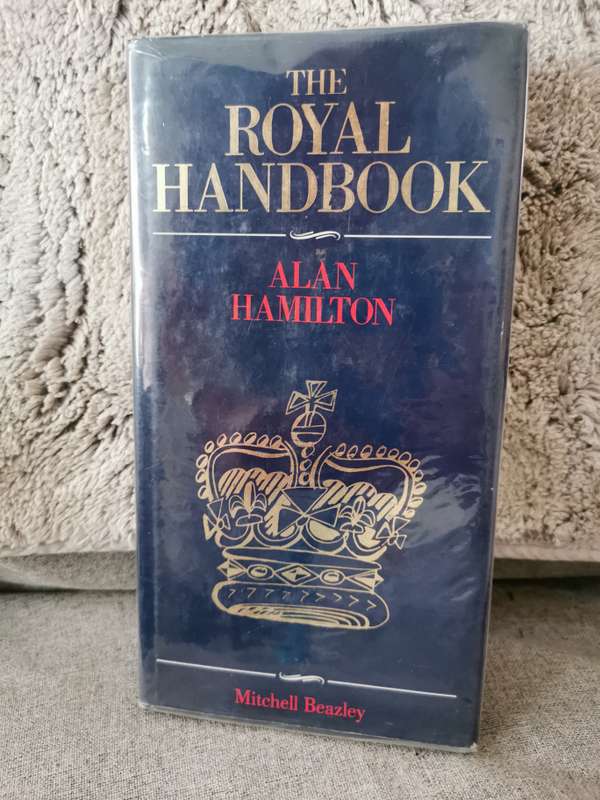 THE
ROYAL
HANDBOOK
ALAN
HAMILTON
Mitchell Beazley